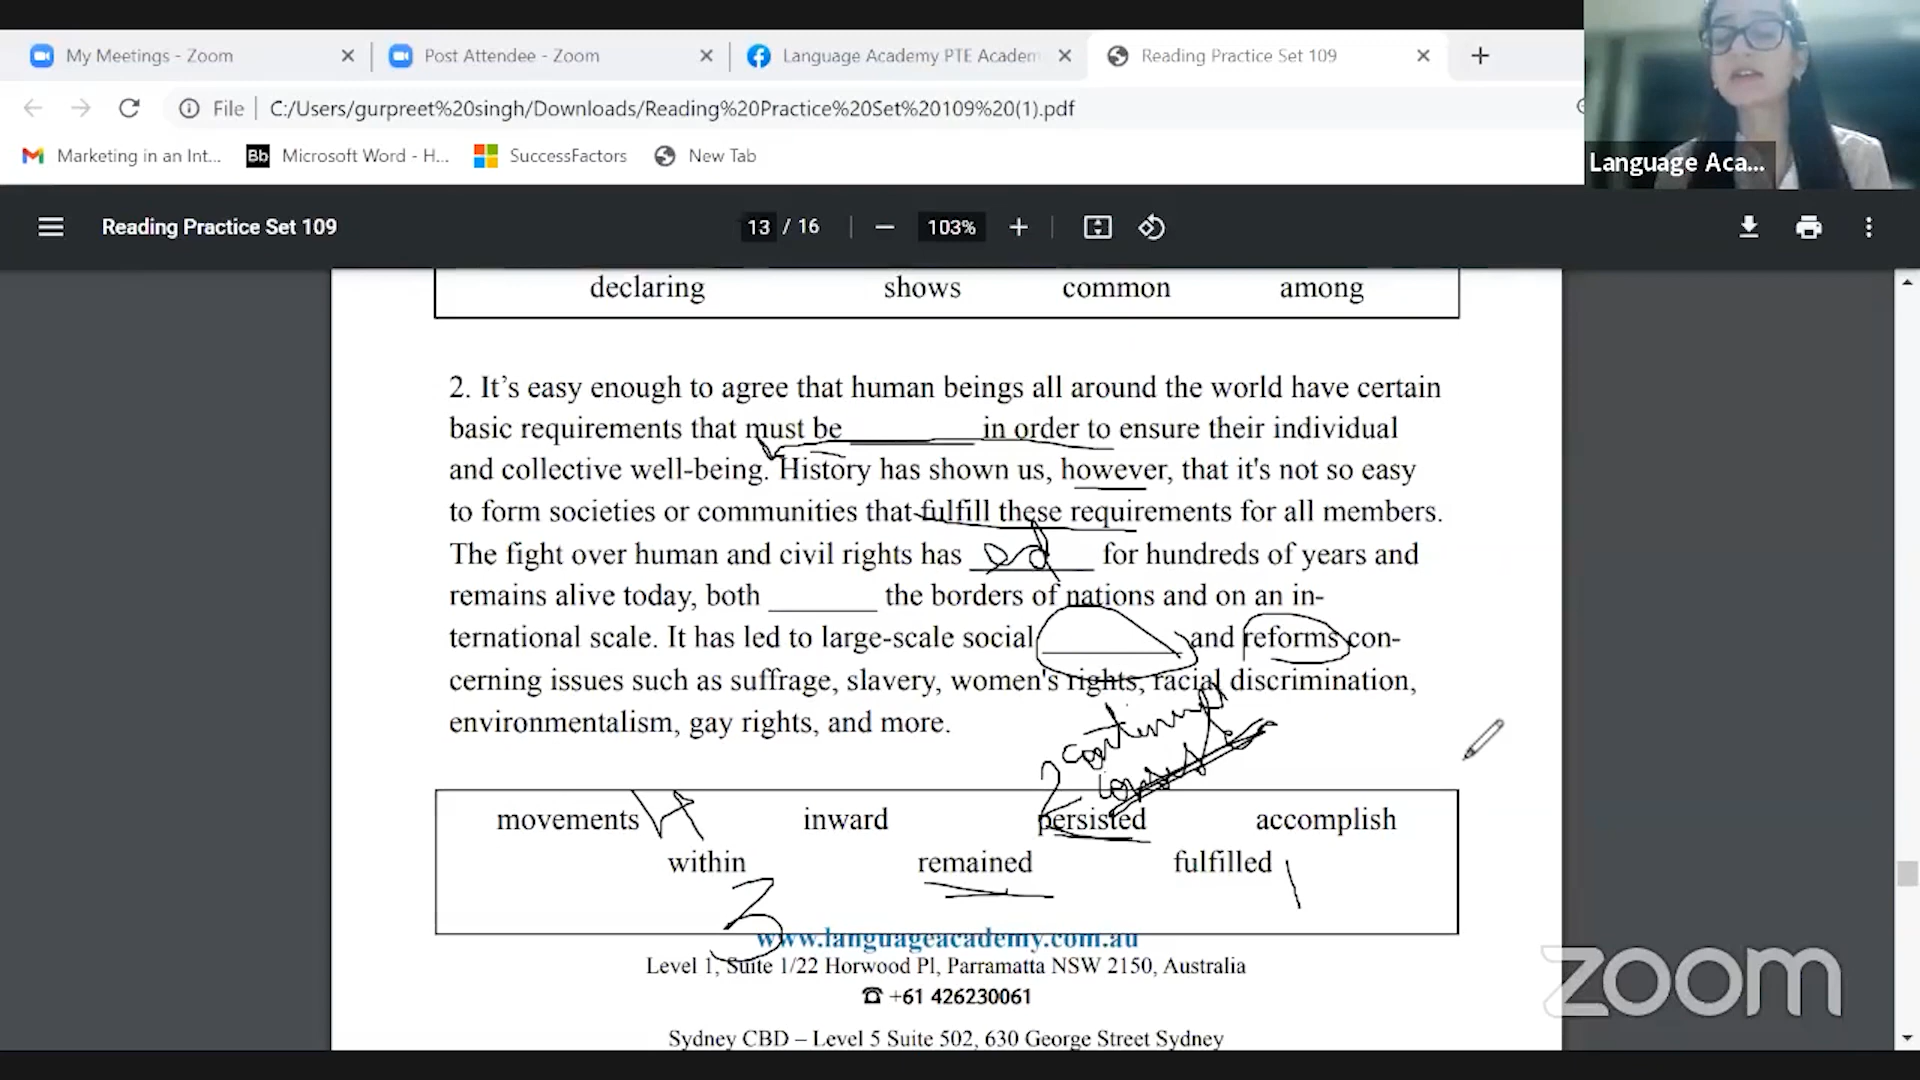 My Meetings - Zoom
Post Attendee - Zoom
Language Academy PTE Academ
Reading Practice Set 109
File
C:/Users/gurpreet%20singh/Downloads/Reading%20Practice%20Set%20109%20(1).pdf
Marketing in an Int...
Bb Microsoft Word - H...
SuccessFactors
New Tab
Language Aca...
Reading Practice Set 109
13 / 16
103%
declaring shows common among
2. It's easy enough to agree that human beings all around the world have certain
basic requirements that must be ________ in order to ensure their individual
and collective well-being. History has shown us, however, that it's not so easy
to form societies or communities that fulfill these requirements for all members.
The fight over human and civil rights has ________ for hundreds of years and
ed
remains alive today, both ________ the borders of nations and on an in-
ternational scale. It has led to large-scale social ________ and reforms con-
cerning issues such as suffrage, slavery, women's rights, racial discrimination,
environmentalism, gay rights, and more.
2
movements 4 inward persisted accomplish
within remained fulfilled 1
3
www.languageacademy.com.au
Level 1, Suite 1/22 Horwood Pl, Parramatta NSW 2150, Australia
☎ +61 426230061
Sydney CBD – Level 5 Suite 502, 630 George Street Sydney
zoom